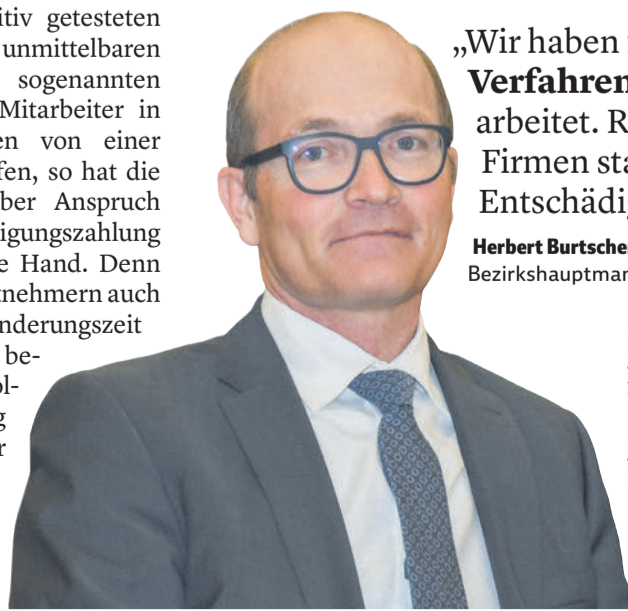 itiv getesteten
unmittelbaren
sogenannten
Mitarbeiter in
en von einer
fen, so hat die
ber Anspruch
igungszahlung
e Hand. Denn
tnehmern auch
nderungszeit
be-
ol-
g
r
„Wir haben
Verfahren
arbeitet. R
Firmen sta
Entschädig
Herbert Burtscher
Bezirkshauptman